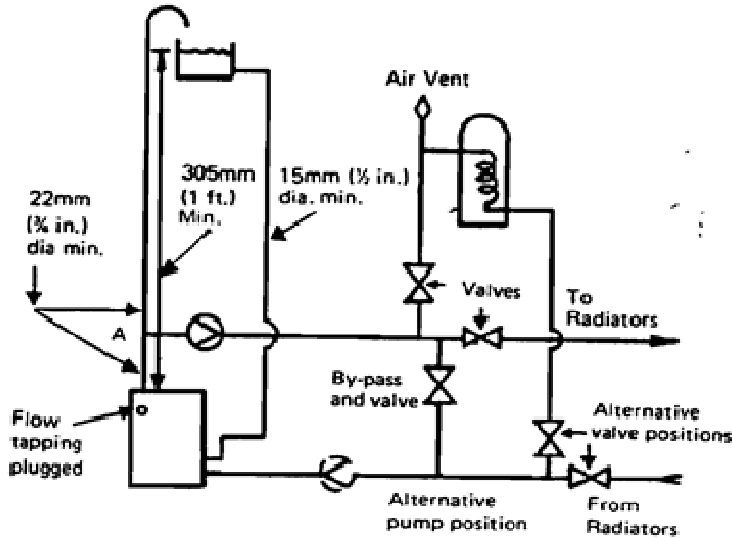 Air Vent
305mm
(1 ft.)
Min.
15mm (½ in.)
dia. min.
22mm
(¾ in.)
dia min.
Valves
To
Radiators
A
By-pass
and valve
Flow
tapping
plugged
Alternative
valve positions
Alternative
pump position
From
Radiators